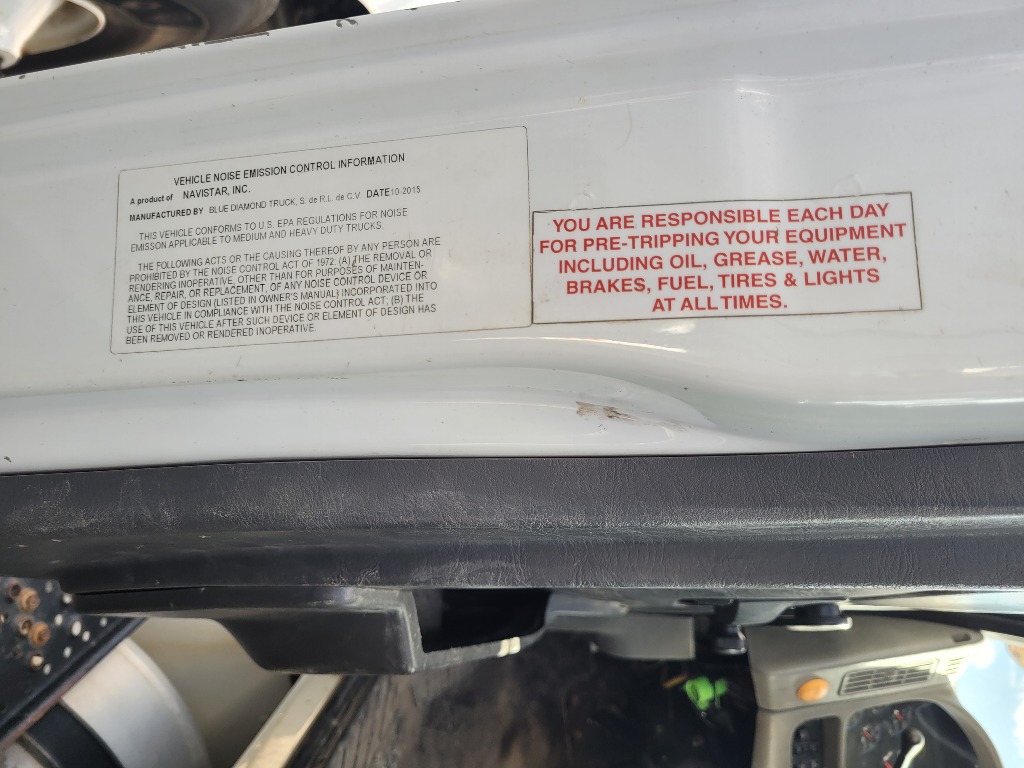 VEHICLE NOISE EMISSION CONTROL INFORMATION
A product of NAVISTAR, INC.
MANUFACTURED BY BLUE DIAMOND TRUCK, S. de R.L. de C.V. DATE 10-2015
THIS VEHICLE CONFORMS TO U.S. EPA REGULATIONS FOR NOISE
EMISSON APPLICABLE TO MEDIUM AND HEAVY DUTY TRUCKS.
THE FOLLOWING ACTS OR THE CAUSING THEREOF BY ANY PERSON ARE
PROHIBITED BY THE NOISE CONTROL ACT OF 1972. (A) THE REMOVAL OR
RENDERING INOPERATIVE, OTHER THAN FOR PURPOSES OF MAINTEN-
ANCE, REPAIR, OR REPLACEMENT, OF ANY NOISE CONTROL DEVICE OR
ELEMENT OF DESIGN (LISTED IN OWNER'S MANUAL) INCORPORATED INTO
THIS VEHICLE IN COMPLIANCE WITH THE NOISE CONTROL ACT; (B) THE
USE OF THIS VEHICLE AFTER SUCH DEVICE OR ELEMENT OF DESIGN HAS
BEEN REMOVED OR RENDERED INOPERATIVE.
YOU ARE RESPONSIBLE EACH DAY
FOR PRE-TRIPPING YOUR EQUIPMENT
INCLUDING OIL, GREASE, WATER,
BRAKES, FUEL, TIRES & LIGHTS
AT ALL TIMES.